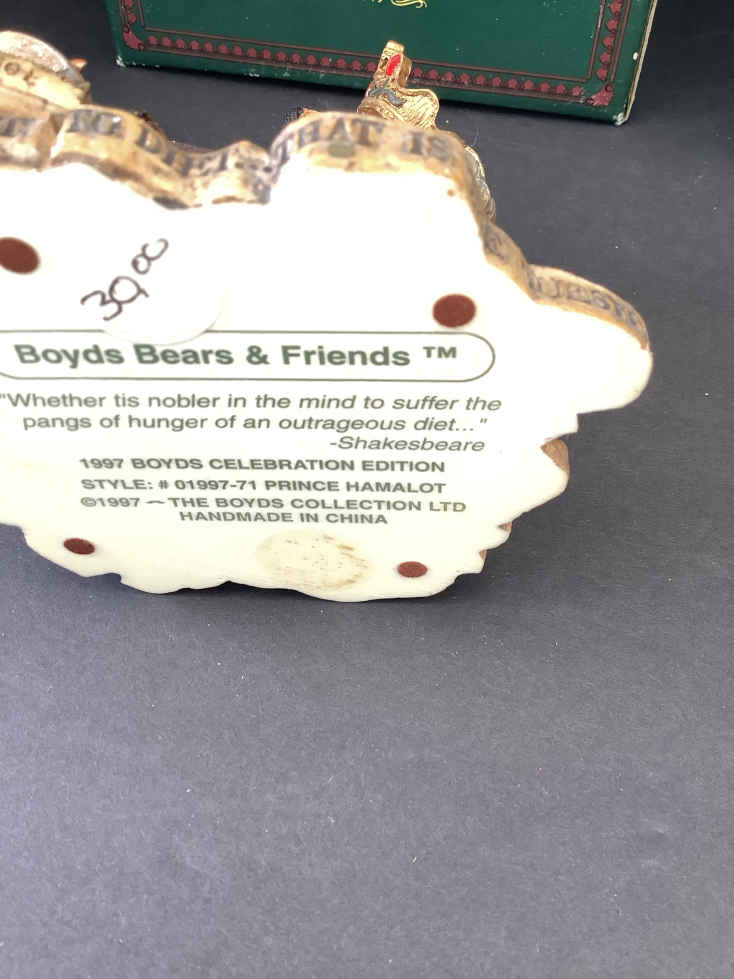 THAT IS
30.00
Boyds Bears & Friends ™
"Whether tis nobler in the mind to suffer the
pangs of hunger of an outrageous diet..."
-Shakesbeare
1997 BOYDS CELEBRATION EDITION
STYLE: # 01997-71 PRINCE HAMALOT
©1997 ~ THE BOYDS COLLECTION LTD
HANDMADE IN CHINA